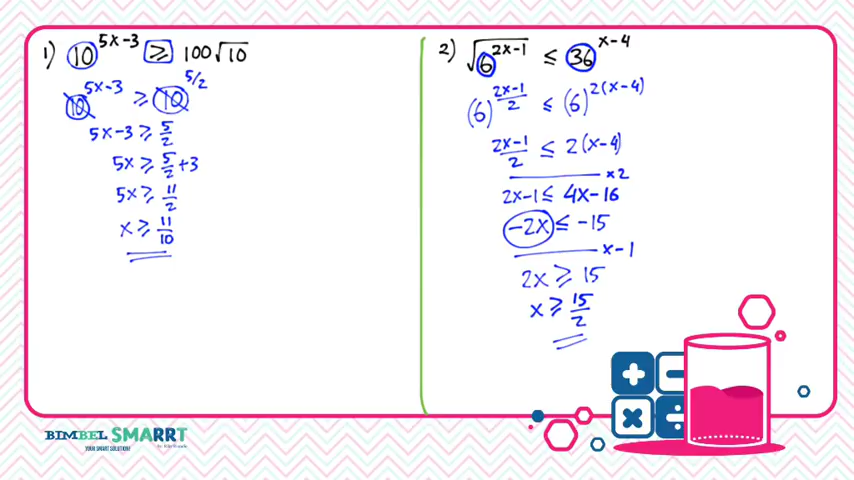 1) 10^(5x-3) ≥ 100√10
10^(5x-3) ≥ 10^(5/2)
5x-3 ≥ 5/2
5x ≥ 5/2 +3
5x ≥ 11/2
x ≥ 11/10
2) √(6^(2x-1)) ≤ 36^(x-4)
(6)^((2x-1)/2) ≤ (6)^(2(x-4))
(2x-1)/2 ≤ 2(x-4)
x2
2x-1 ≤ 4x-16
-2x ≤ -15
x-1
2x ≥ 15
x ≥ 15/2
+ -
× ÷
BIMBEL SMARRT
YOUR SMART SOLUTION!